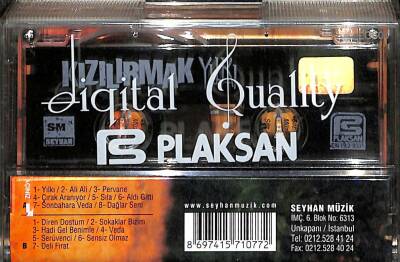 KIZILIRMAK YILKI
digital Quality
SM
SEYHAN
PLAKSAN
PLAKSAN
A
1- Yılkı / 2- Ali Ali / 3- Pervane
4- Çırak Aranıyor / 5- Sıla / 6- Aldı Gitti
7- Sonbahara Veda / 8- Dağlar Seni
1- Diren Dostum / 2- Sokaklar Bizim
3- Hadi Gel Benimle / 4- Veda
5- Serüvenci / 6- Sensiz Olmaz
B 7- Deli Fırat
www.seyhanmuzik.com
8 697415 710772
SEYHAN MÜZİK
İMÇ. 6. Blok No: 6313
Unkapanı / İstanbul
Tel: 0212.528 41 24
Fax: 0212.528 40 24